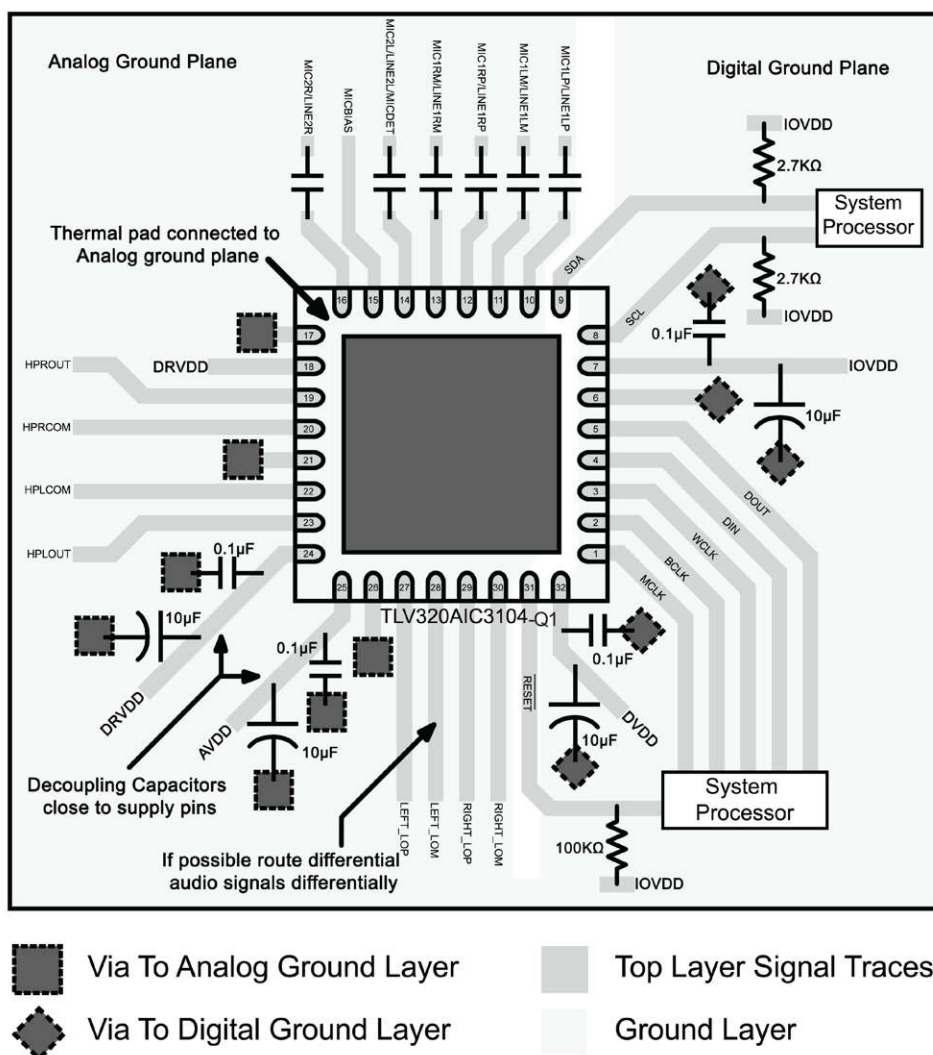 Analog Ground Plane
Digital Ground Plane
MIC2R/LINE2R
MICBIAS
MIC2L/LINE2L/MICDET
MIC1RM/LINE1RM
MIC1RP/LINE1RP
MIC1LM/LINE1LM
MIC1LP/LINE1LP
IOVDD
2.7KΩ
System
Processor
Thermal pad connected to
Analog ground plane
SDA
SCL
2.7KΩ
IOVDD
0.1µF
16
15
14
13
12
11
10
9
17
18
19
20
21
22
23
24
8
7
6
5
4
3
2
1
DRVDD
HPROUT
HPRCOM
HPLCOM
HPLOUT
IOVDD
10µF
DOUT
DIN
WCLK
BCLK
MCLK
0.1µF
10µF
DRVDD
25
26
27
28
29
30
31
32
TLV320AIC3104-Q1
0.1µF
10µF
AVDD
RESET
0.1µF
10µF
DVDD
Decoupling Capacitors
close to supply pins
LEFT_LOP
LEFT_LOM
RIGHT_LOP
RIGHT_LOM
System
Processor
If possible route differential
audio signals differentially
100KΩ
IOVDD
Via To Analog Ground Layer
Top Layer Signal Traces
Via To Digital Ground Layer
Ground Layer